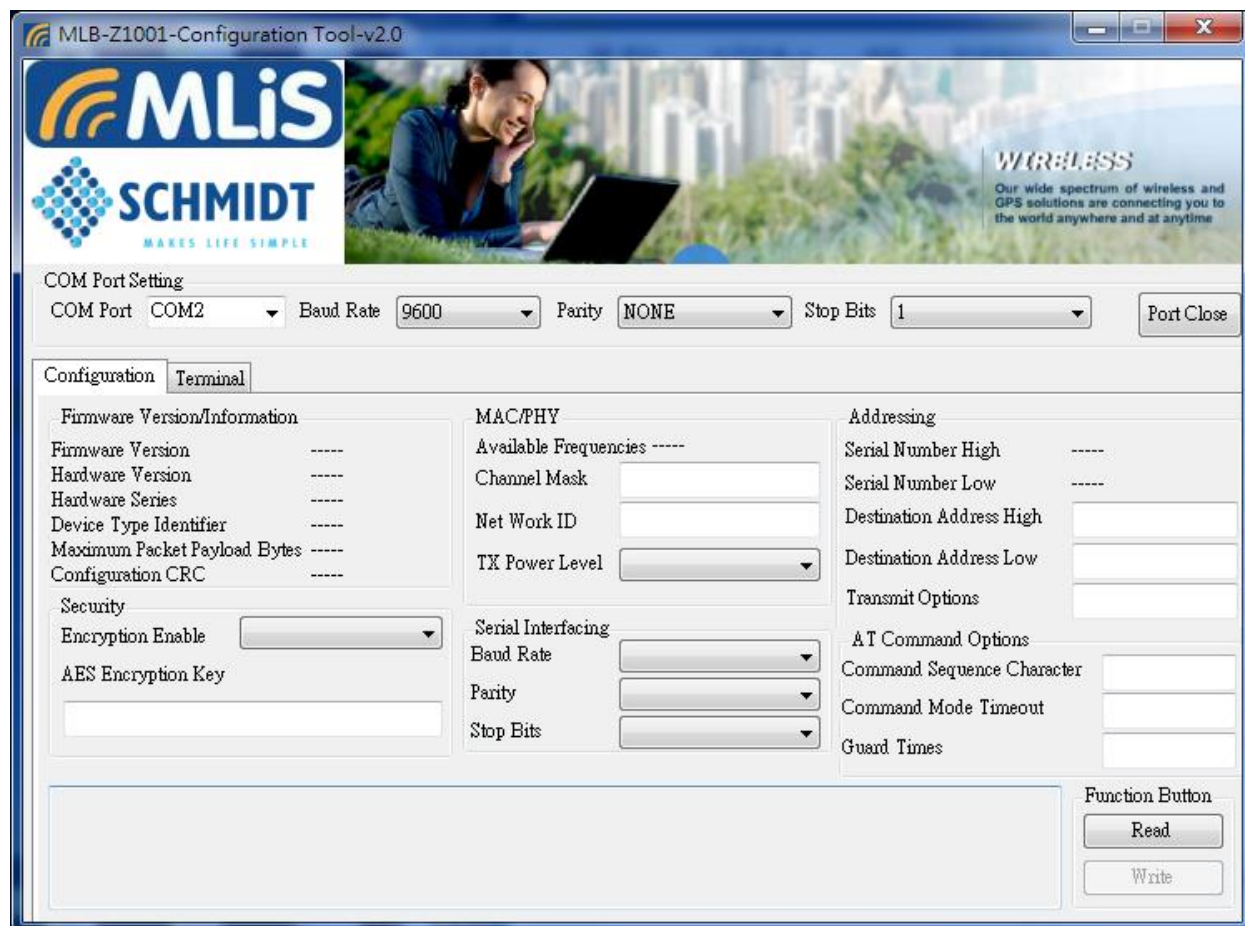 MLB-Z1001-Configuration Tool-v2.0
MLiS
SCHMIDT
MAKES LIFE SIMPLE
WIRELESS
Our wide spectrum of wireless and
GPS solutions are connecting you to
the world anywhere and at anytime
COM Port Setting
COM Port COM2 Baud Rate 9600 Parity NONE Stop Bits 1 Port Close
Configuration Terminal
Firmware Version/Information
Firmware Version -----
Hardware Version -----
Hardware Series -----
Device Type Identifier -----
Maximum Packet Payload Bytes -----
Configuration CRC -----
Security
Encryption Enable
AES Encryption Key
MAC/PHY
Available Frequencies -----
Channel Mask
Net Work ID
TX Power Level
Serial Interfacing
Baud Rate
Parity
Stop Bits
Addressing
Serial Number High -----
Serial Number Low -----
Destination Address High
Destination Address Low
Transmit Options
AT Command Options
Command Sequence Character
Command Mode Timeout
Guard Times
Function Button
Read
Write